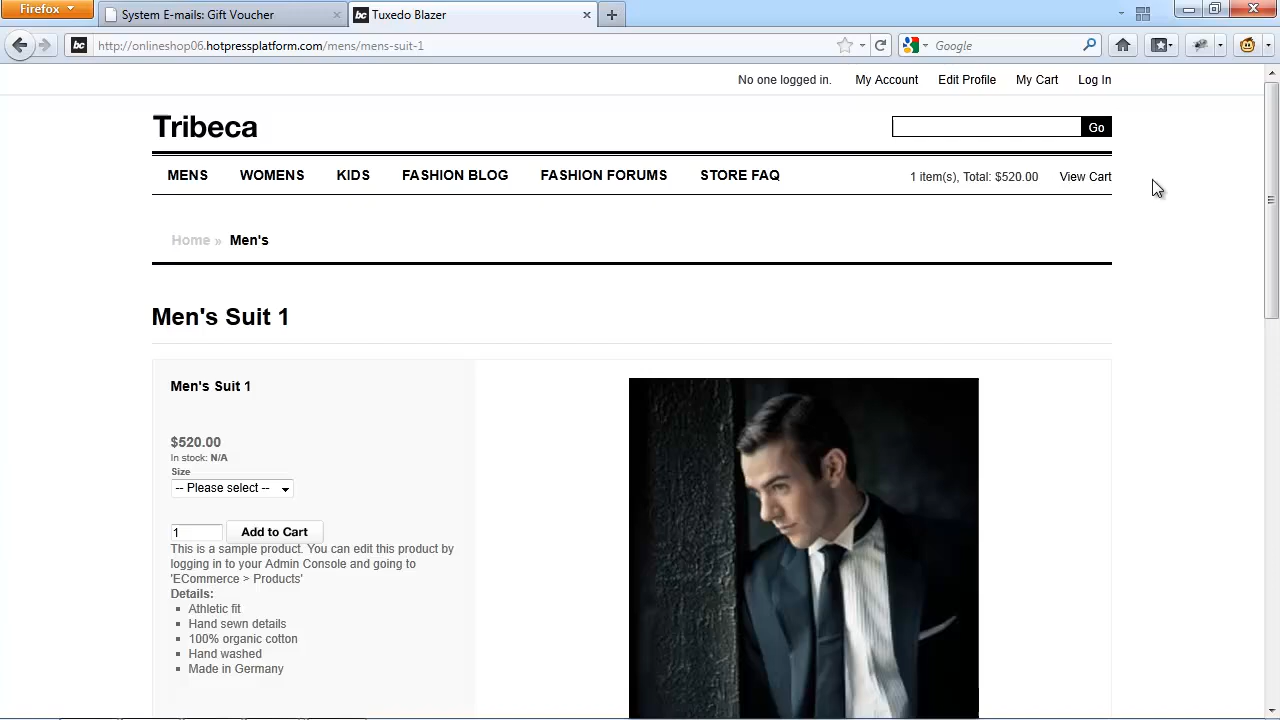 Firefox
System E-mails: Gift Voucher
bc Tuxedo Blazer
bc http://onlineshop06.hotpressplatform.com/mens/mens-suit-1
Google
No one logged in. My Account Edit Profile My Cart Log In
Tribeca
Go
MENS WOMENS KIDS FASHION BLOG FASHION FORUMS STORE FAQ
1 item(s), Total: $520.00 View Cart
Home » Men's
Men's Suit 1
Men's Suit 1
$520.00
In stock: N/A
Size
-- Please select --
1 Add to Cart
This is a sample product. You can edit this product by
logging in to your Admin Console and going to
'ECommerce > Products'
Details:
Athletic fit
Hand sewn details
100% organic cotton
Hand washed
Made in Germany